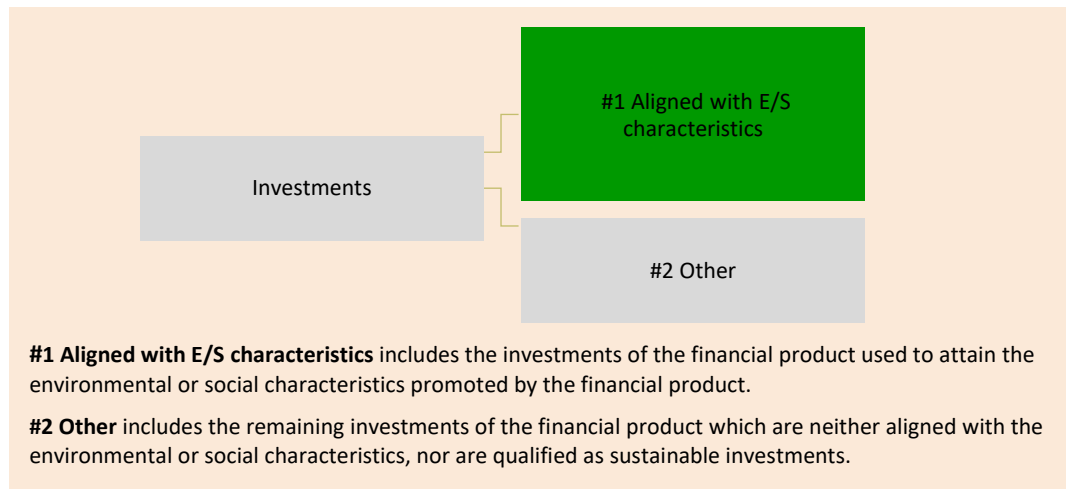 #1 Aligned with E/S
characteristics
Investments
#2 Other
#1 Aligned with E/S characteristics includes the investments of the financial product used to attain the
environmental or social characteristics promoted by the financial product.
#2 Other includes the remaining investments of the financial product which are neither aligned with the
environmental or social characteristics, nor are qualified as sustainable investments.